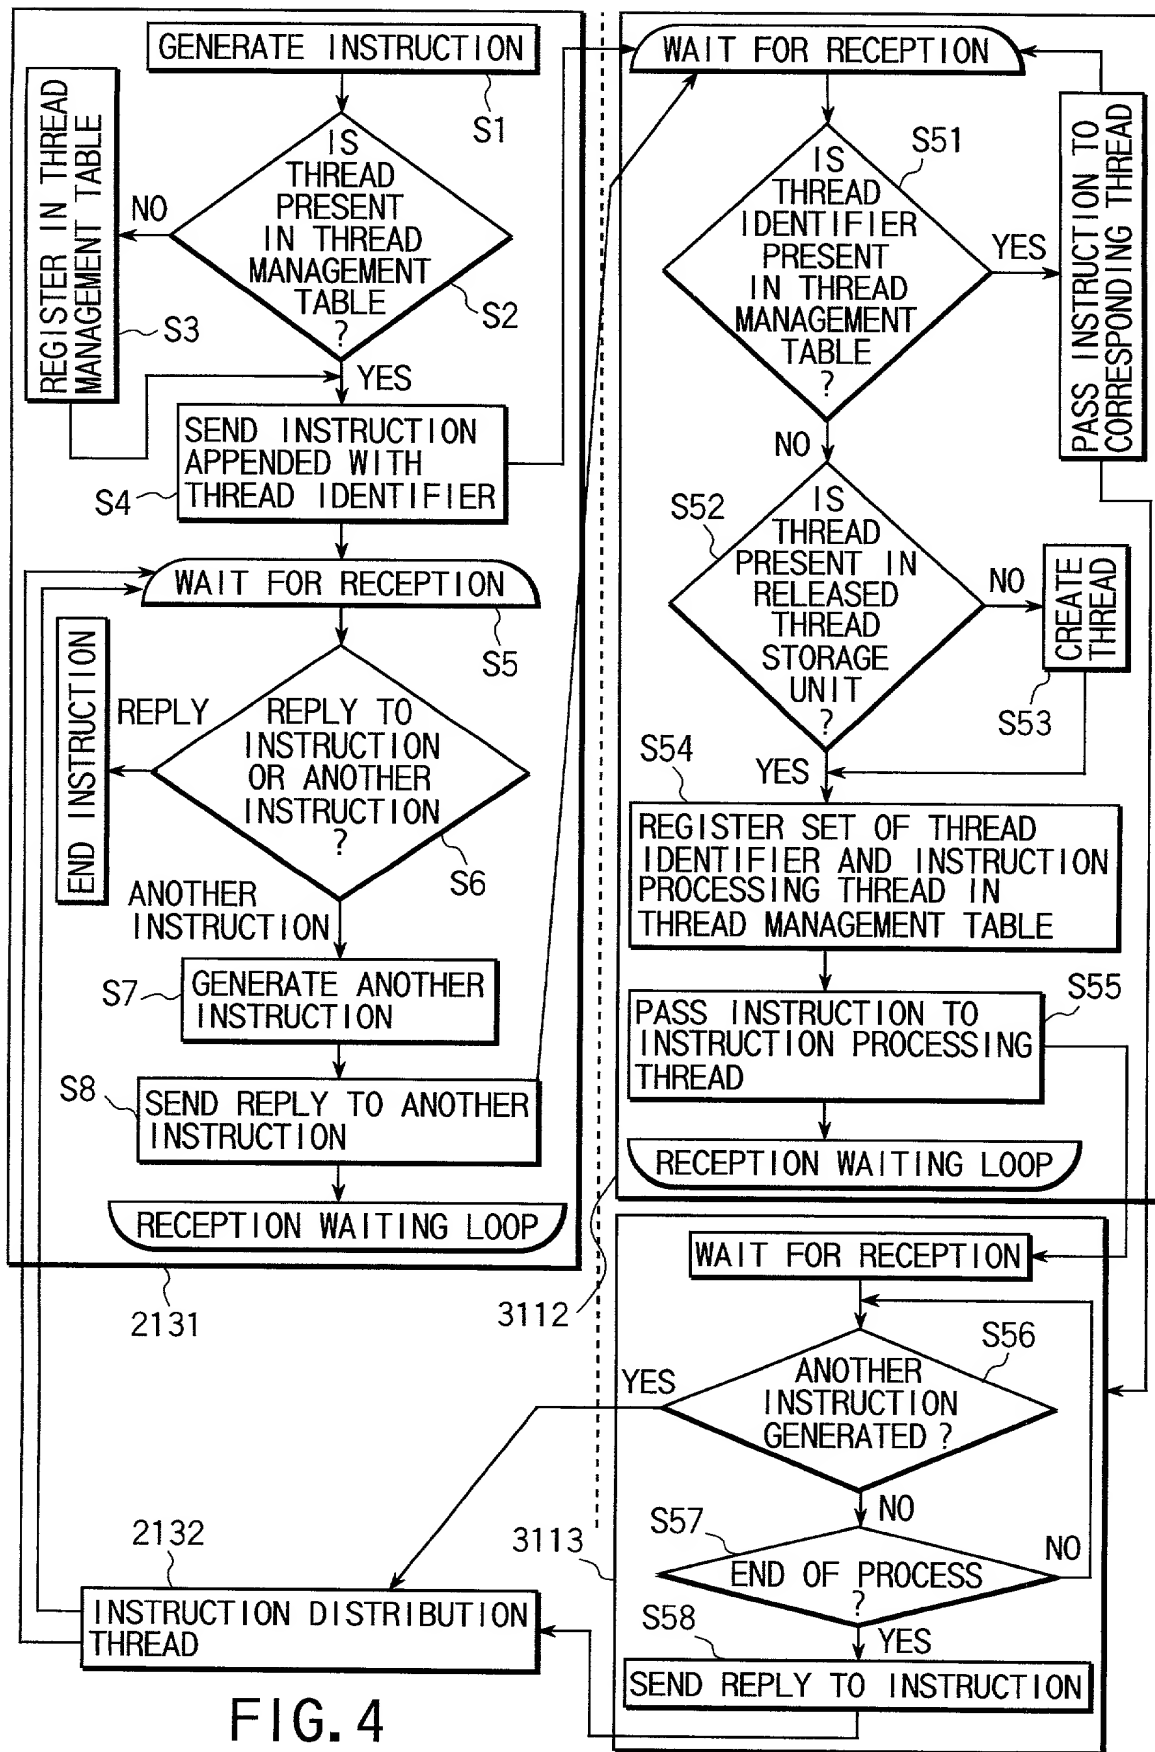 GENERATE INSTRUCTION
S1
IS
THREAD
PRESENT
IN THREAD
MANAGEMENT
TABLE
?
S2
NO
REGISTER IN THREAD
MANAGEMENT TABLE
S3
YES
SEND INSTRUCTION
APPENDED WITH
THREAD IDENTIFIER
S4
WAIT FOR RECEPTION
S5
END INSTRUCTION
REPLY
REPLY TO
INSTRUCTION
OR ANOTHER
INSTRUCTION
?
S6
ANOTHER
INSTRUCTION
S7
GENERATE ANOTHER
INSTRUCTION
S8
SEND REPLY TO ANOTHER
INSTRUCTION
RECEPTION WAITING LOOP
2131
WAIT FOR RECEPTION
S51
IS
THREAD
IDENTIFIER
PRESENT
IN THREAD
MANAGEMENT
TABLE
?
YES
PASS INSTRUCTION TO
CORRESPONDING THREAD
NO
S52
IS
THREAD
PRESENT IN
RELEASED
THREAD
STORAGE
UNIT
?
NO
CREATE
THREAD
S53
S54
YES
REGISTER SET OF THREAD
IDENTIFIER AND INSTRUCTION
PROCESSING THREAD IN
THREAD MANAGEMENT TABLE
S55
PASS INSTRUCTION TO
INSTRUCTION PROCESSING
THREAD
RECEPTION WAITING LOOP
3112
WAIT FOR RECEPTION
S56
YES
ANOTHER
INSTRUCTION
GENERATED ?
NO
S57
3113
END OF PROCESS
?
NO
S58
YES
SEND REPLY TO INSTRUCTION
2132
INSTRUCTION DISTRIBUTION
THREAD
FIG. 4